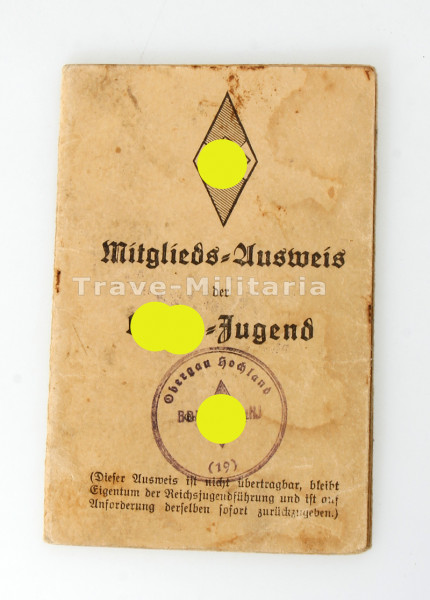 Mitglieds-Ausweis
Trave-Militaria
der
-Jugend
Obergau Hochland
(19)
(Dieser Ausweis ist nicht übertragbar, bleibt
Eigentum der Reichsjugendführung und ist auf
Anforderung derselben sofort zurückzugeben.)